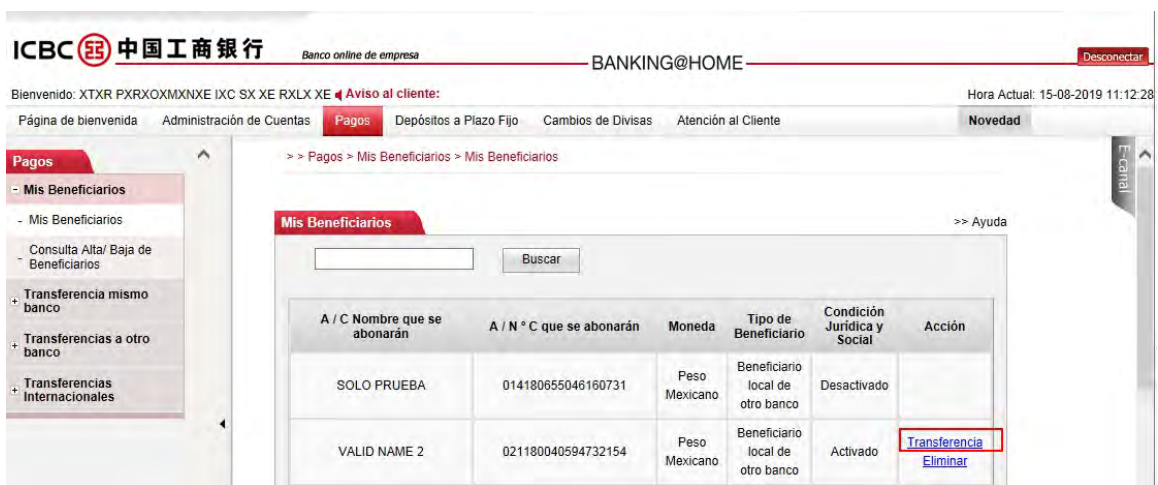 ICBC 中国工商银行 Banco online de empresa BANKING@HOME Desconectar
Bienvenido: XTXR PXRXOXMXNXE IXC SX XE RXLX XE Aviso al cliente: Hora Actual: 15-08-2019 11:12:28
Página de bienvenida Administración de Cuentas Pagos Depósitos a Plazo Fijo Cambios de Divisas Atención al Cliente Novedad
Pagos
- Mis Beneficiarios
- Mis Beneficiarios
- Consulta Alta/ Baja de
Beneficiarios
+ Transferencia mismo
banco
+ Transferencias a otro
banco
+ Transferencias
Internacionales
> > Pagos > Mis Beneficiarios > Mis Beneficiarios
E-canal
Mis Beneficiarios >> Ayuda
Buscar
A / C Nombre que se
abonarán
A / N º C que se abonarán
Moneda
Tipo de
Beneficiario
Condición
Jurídica y
Social
Acción
SOLO PRUEBA
014180655046160731
Peso
Mexicano
Beneficiario
local de
otro banco
Desactivado
VALID NAME 2
021180040594732154
Peso
Mexicano
Beneficiario
local de
otro banco
Activado
Transferencia
Eliminar